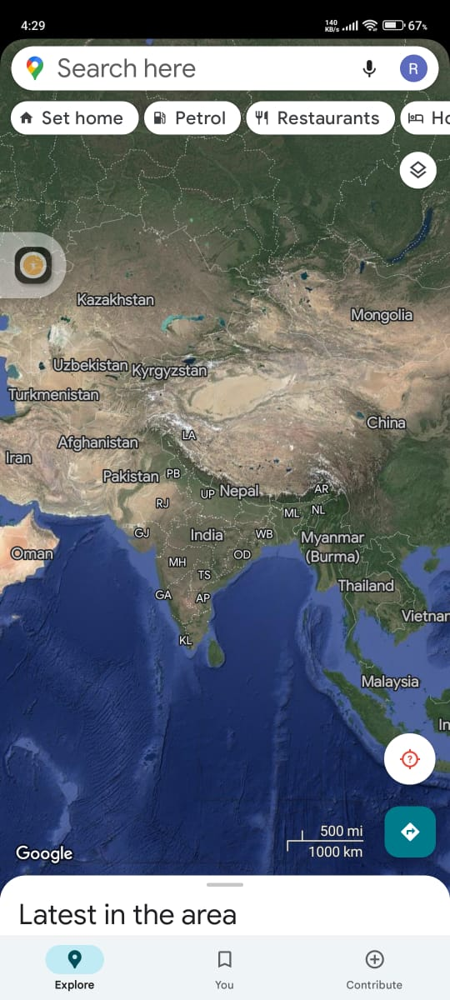 4:29
140
KB/s
67%
Search here
R
Set home
Petrol
Restaurants
Ho
Kazakhstan
Mongolia
Uzbekistan
Kyrgyzstan
Turkmenistan
China
LA
Afghanistan
Iran
Pakistan
PB
UP
Nepal
AR
RJ
ML
NL
GJ
India
WB
Myanmar
(Burma)
Oman
MH
OD
TS
Thailand
GA
AP
Vietnar
KL
Malaysia
In
?
500 mi
1000 km
Google
Latest in the area
Explore
You
Contribute